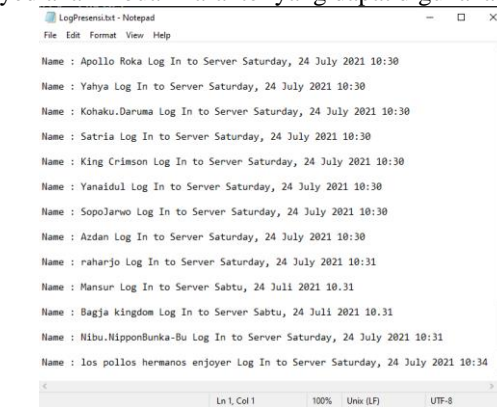 LogPresensi.txt - Notepad
File Edit Format View Help
Name : Apollo Roka Log In to Server Saturday, 24 July 2021 10:30
Name : Yahya Log In to Server Saturday, 24 July 2021 10:30
Name : Kohaku.Daruma Log In to Server Saturday, 24 July 2021 10:30
Name : Satria Log In to Server Saturday, 24 July 2021 10:30
Name : King Crimson Log In to Server Saturday, 24 July 2021 10:30
Name : Yanaidul Log In to Server Saturday, 24 July 2021 10:30
Name : SopoJarwo Log In to Server Saturday, 24 July 2021 10:30
Name : Azdan Log In to Server Saturday, 24 July 2021 10:30
Name : raharjo Log In to Server Saturday, 24 July 2021 10:31
Name : Mansur Log In to Server Sabtu, 24 Juli 2021 10.31
Name : Bagja kingdom Log In to Server Sabtu, 24 Juli 2021 10.31
Name : Nibu.NipponBunka-Bu Log In to Server Saturday, 24 July 2021 10:31
Name : los pollos hermanos enjoyer Log In to Server Saturday, 24 July 2021 10:34
Ln 1, Col 1 100% Unix (LF) UTF-8